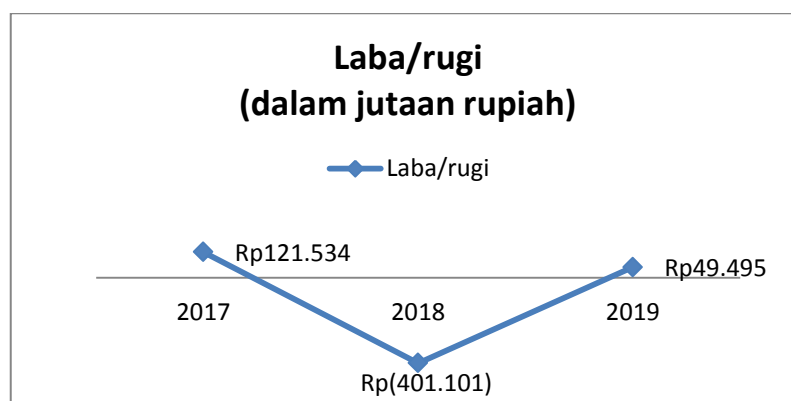 Laba/rugi
(dalam jutaan rupiah)
Laba/rugi
Rp121.534
Rp49.495
2017
2018
2019
Rp(401.101)